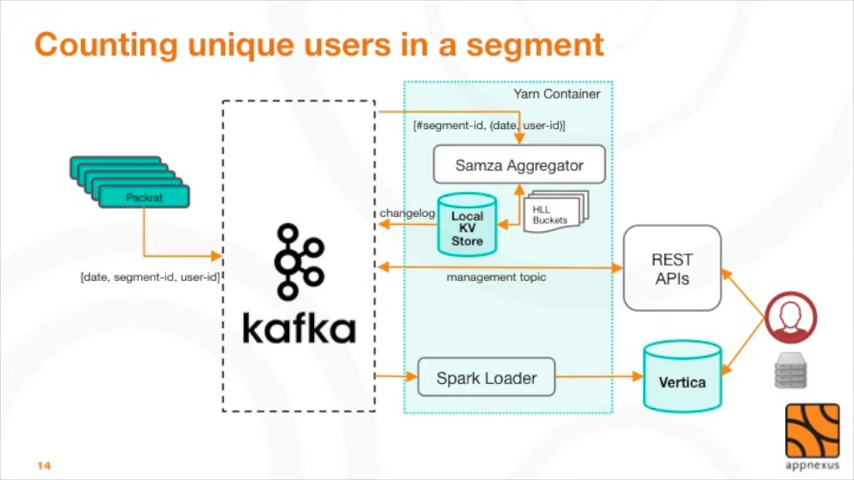 Counting unique users in a segment
Yarn Container
[#segment-id, (date, user-id)]
Samza Aggregator
Packrat
changelog
Local
KV
Store
HLL
Buckets
[date, segment-id, user-id]
kafka
management topic
REST
APIs
Spark Loader
Vertica
14
appnexus